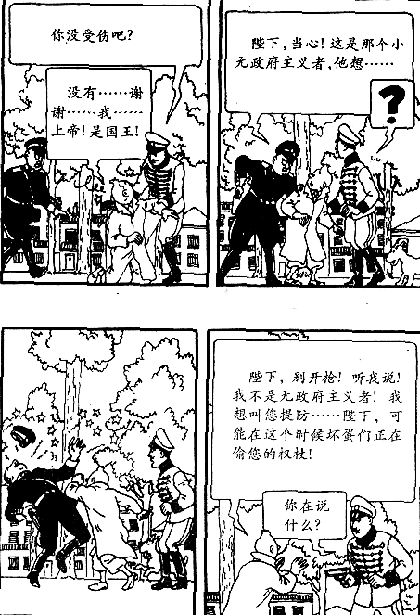 你没受伤吧?
没有……谢
谢……我……
上帝!是国王!
陛下,当心!这是那个小
无政府主义者,他想……
?
陛下,别开枪!听我说!
我不是无政府主义者!我
想叫您提防……陛下,可
能在这个时候坏蛋们正在
偷您的权杖!
你在说
什么?